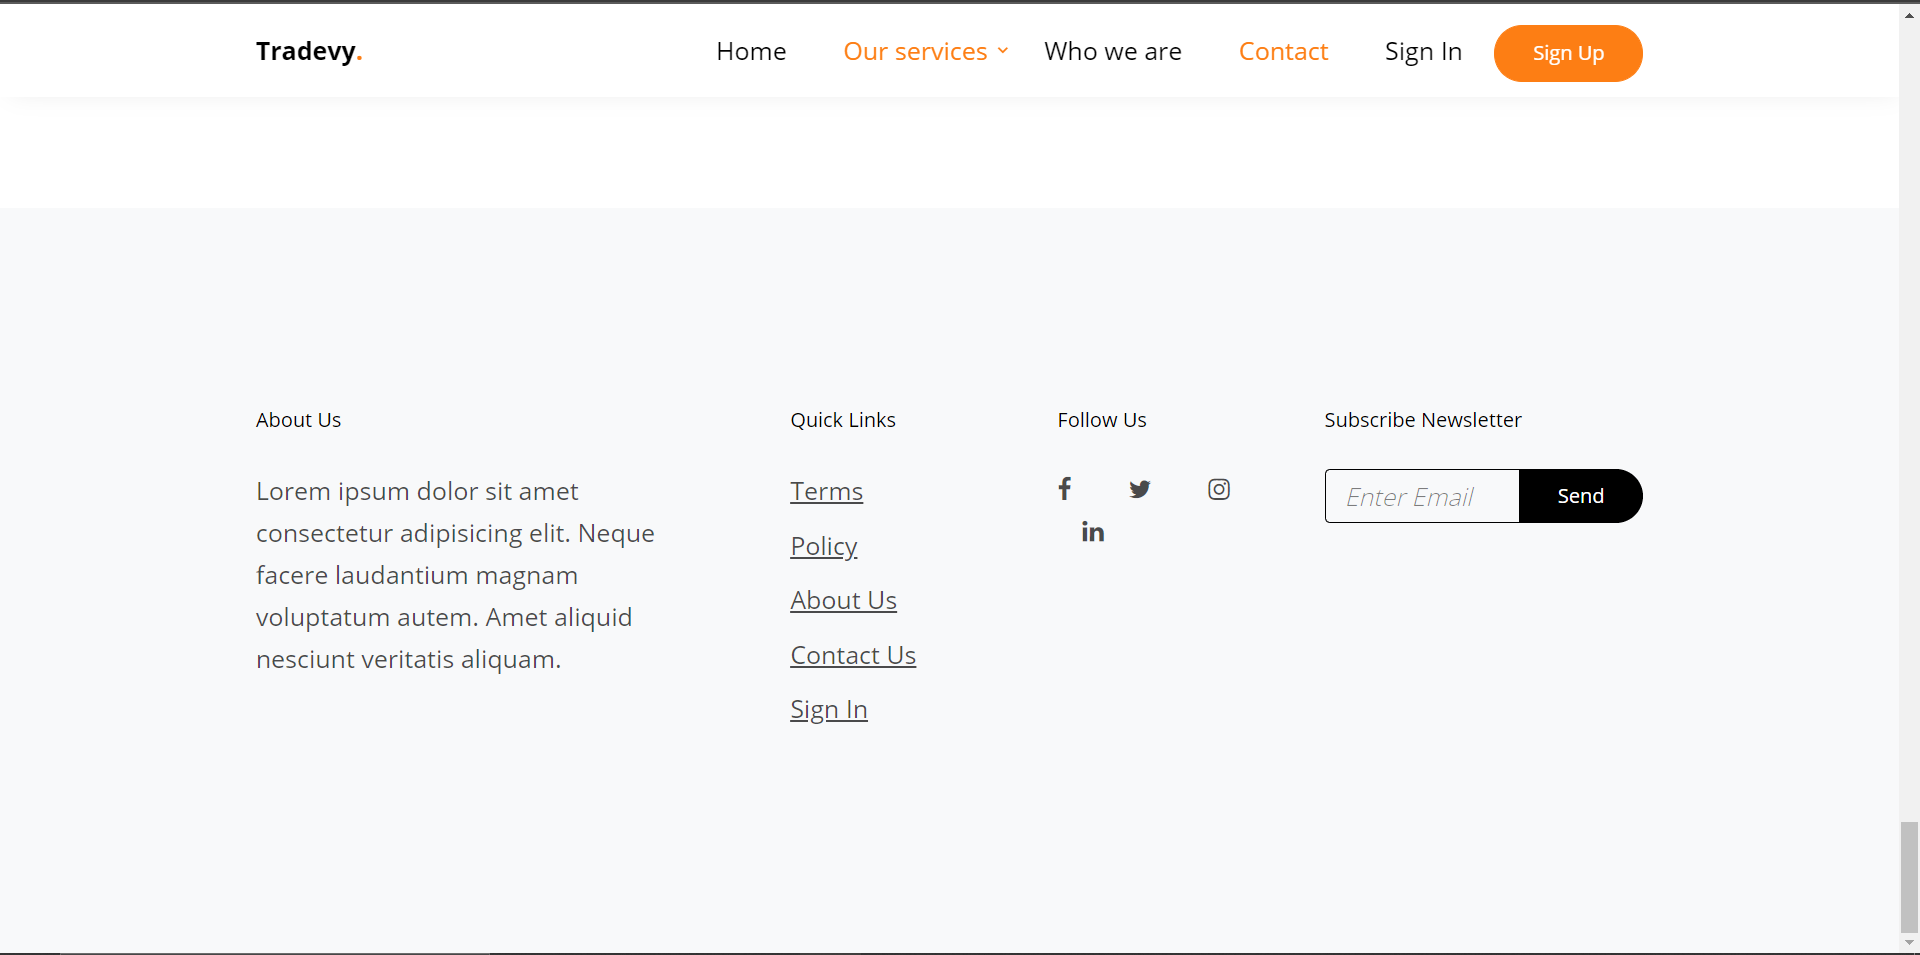 Tradevy.
Home
Our services
Who we are
Contact
Sign In
Sign Up
About Us
Lorem ipsum dolor sit amet
consectetur adipisicing elit. Neque
facere laudantium magnam
voluptatum autem. Amet aliquid
nesciunt veritatis aliquam.
Quick Links
Terms
Policy
About Us
Contact Us
Sign In
Follow Us
Subscribe Newsletter
Enter Email
Send